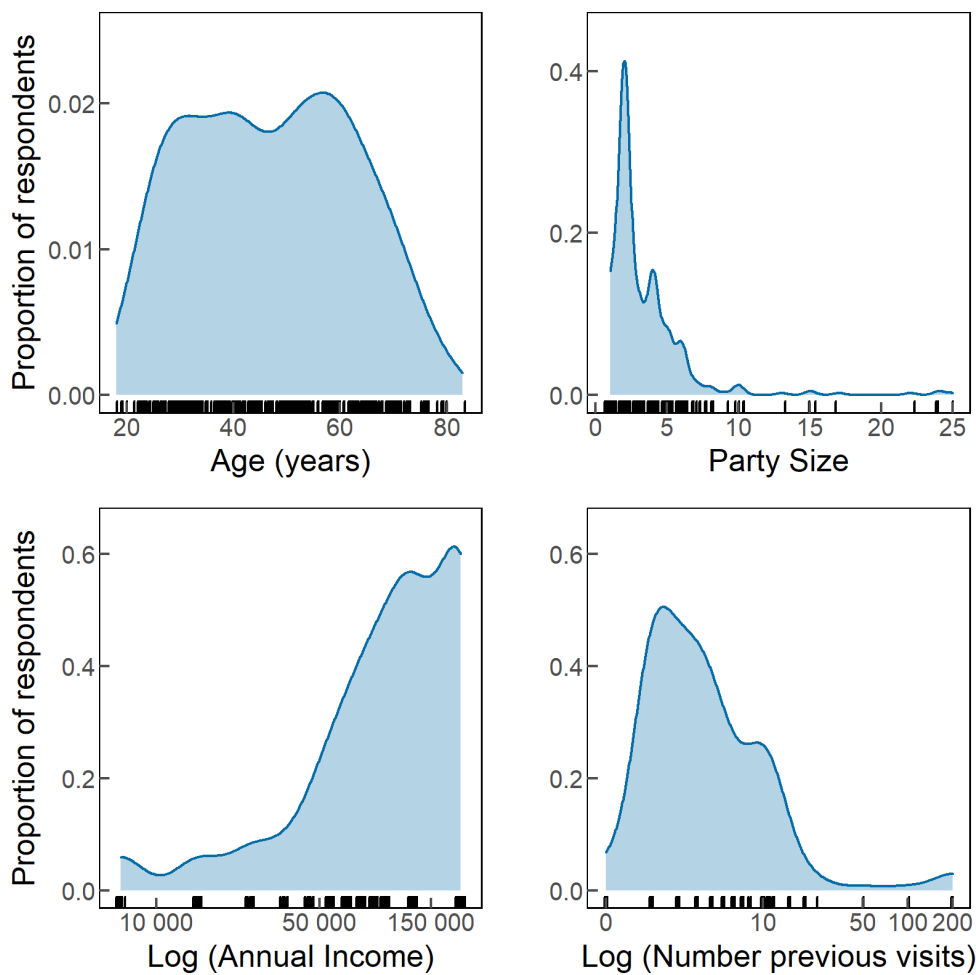 Proportion of respondents
0.02
0.01
0.00
20 40 60 80
Age (years)
0.4
0.2
0.0
0 5 10 15 20 25
Party Size
Proportion of respondents
0.6
0.4
0.2
0.0
10 000 50 000 150 000
Log (Annual Income)
0.6
0.4
0.2
0.0
0 10 50 100 200
Log (Number previous visits)